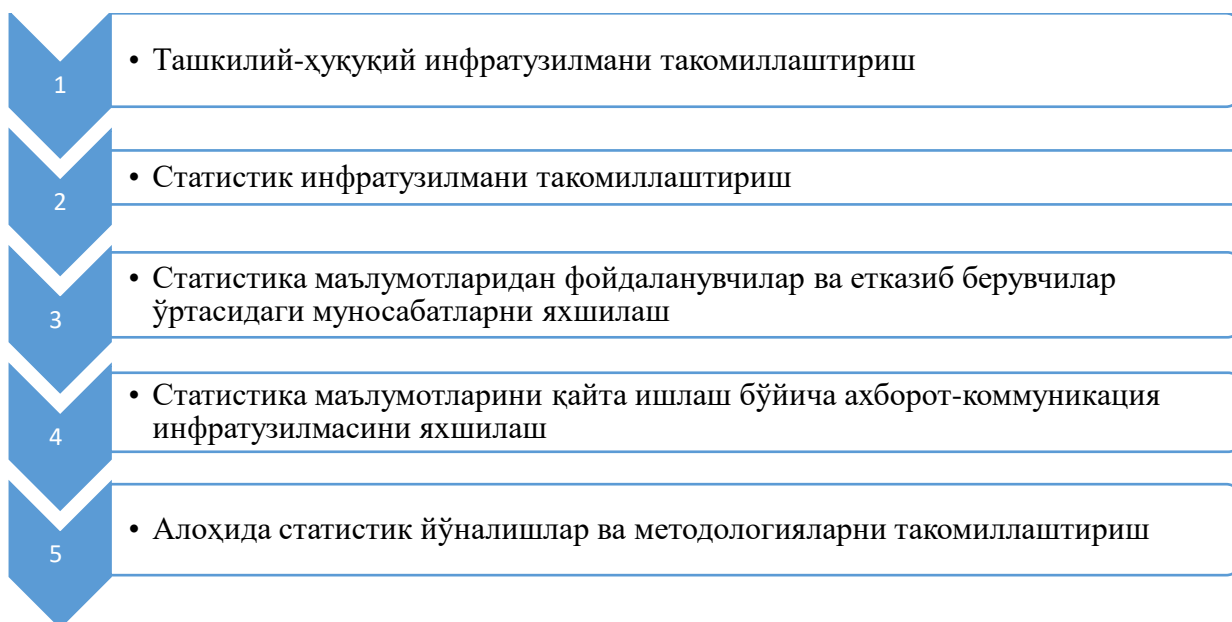 1
• Ташкилий-ҳуқуқий инфратузилмани такомиллаштириш
2
• Статистик инфратузилмани такомиллаштириш
3
• Статистика маълумотларидан фойдаланувчилар ва етказиб берувчилар
ўртасидаги муносабатларни яхшилаш
4
• Статистика маълумотларини қайта ишлаш бўйича ахборот-коммуникация
инфратузилмасини яхшилаш
5
• Алоҳида статистик йўналишлар ва методологияларни такомиллаштириш